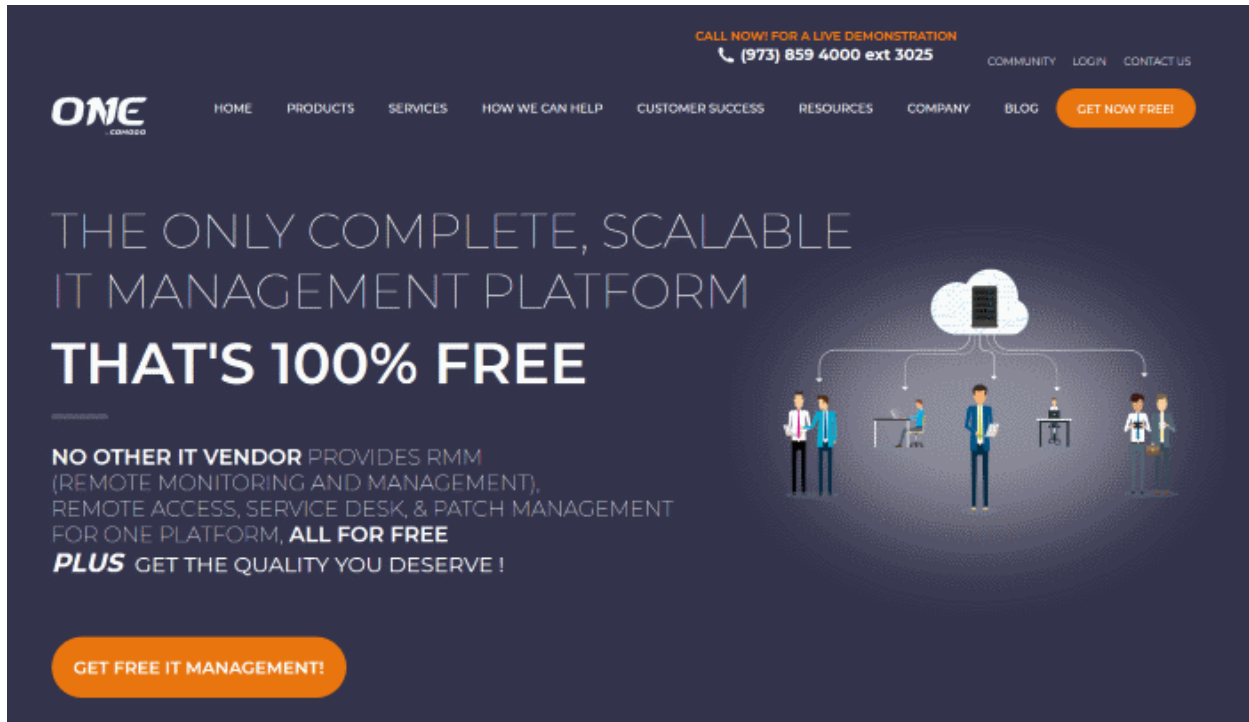 CALL NOW! FOR A LIVE DEMONSTRATION
(973) 859 4000 ext 3025
COMMUNITY LOGIN CONTACT US
ONE
by COMODO
HOME PRODUCTS SERVICES HOW WE CAN HELP CUSTOMER SUCCESS RESOURCES COMPANY BLOG GET NOW FREE!
THE ONLY COMPLETE, SCALABLE
IT MANAGEMENT PLATFORM
THAT'S 100% FREE
NO OTHER IT VENDOR PROVIDES RMM
(REMOTE MONITORING AND MANAGEMENT),
REMOTE ACCESS, SERVICE DESK, & PATCH MANAGEMENT
FOR ONE PLATFORM, ALL FOR FREE
PLUS GET THE QUALITY YOU DESERVE !
GET FREE IT MANAGEMENT!